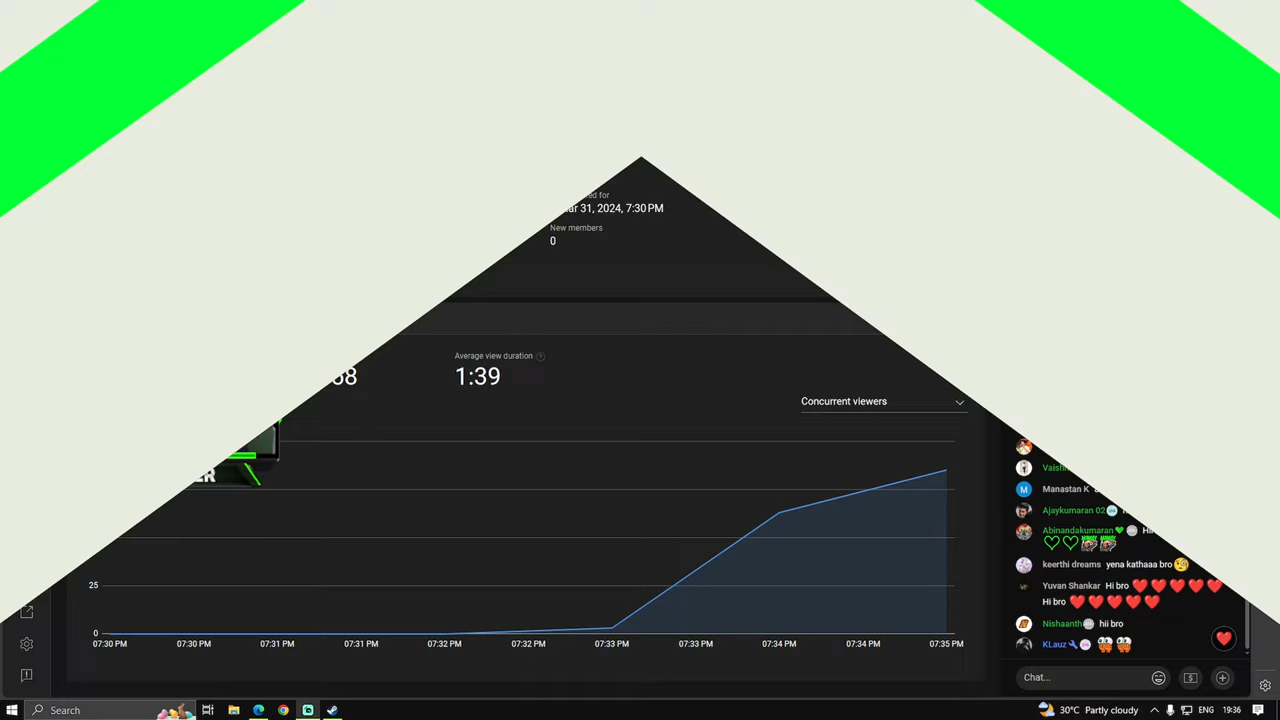 Mar 31, 2024, 7:30 PM
New members
0
Average view duration
1:39
Concurrent viewers
25
0
07:30 PM 07:30 PM 07:31 PM 07:31 PM 07:32 PM 07:32 PM 07:33 PM 07:33 PM 07:34 PM 07:34 PM 07:35 PM
Manastan K
Ajaykumaran 02
Abinandakumaran
keerthi dreams yena kathaaa bro
Yuvan Shankar Hi bro
Hi bro
Nishaanth hii bro
KLauz
Chat...
Search
30°C Partly cloudy
ENG
19:36